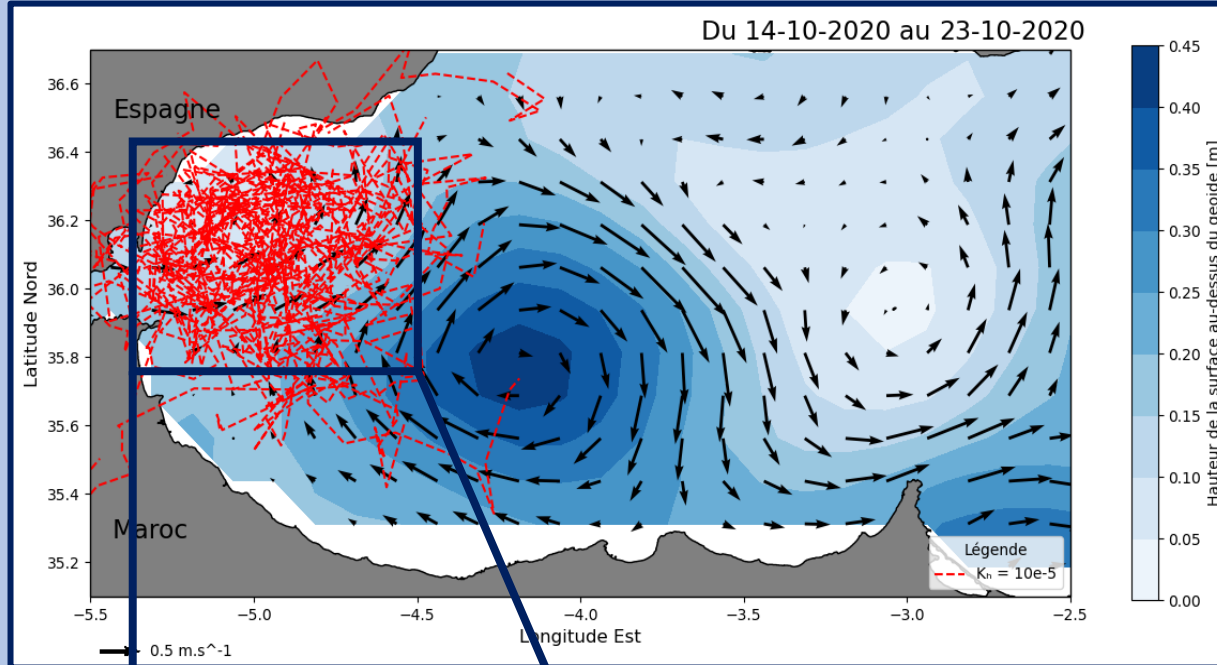 Du 14-10-2020 au 23-10-2020
Espagne
Maroc
36.6
36.4
36.2
36.0
35.8
35.6
35.4
35.2
Latitude Nord
−5.5
−5.0
−4.5
−4.0
−3.5
−3.0
−2.5
Longitude Est
0.5 m.s^-1
Légende
Kₕ = 10e-5
0.45
0.40
0.35
0.30
0.25
0.20
0.15
0.10
0.05
0.00
Hauteur de la surface au-dessus du geoide [m]